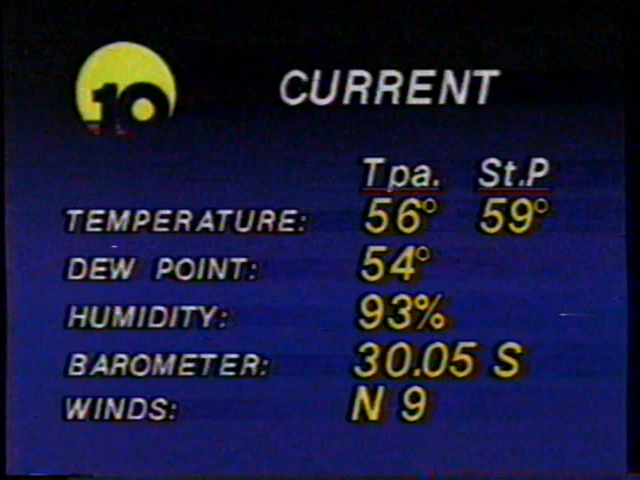 10
CURRENT
Tpa. St.P
TEMPERATURE: 56° 59°
DEW POINT: 54°
HUMIDITY: 93%
BAROMETER: 30.05 S
WINDS: N 9